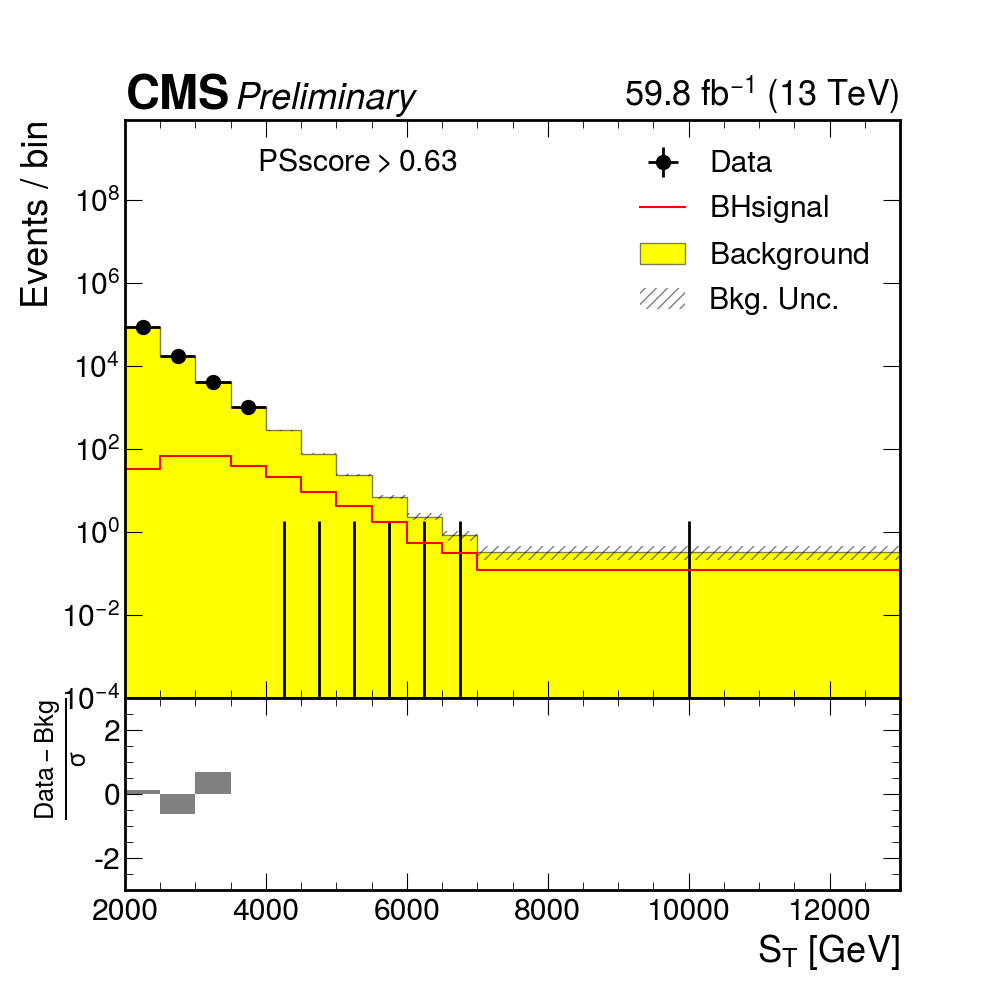 CMS Preliminary 59.8 fb⁻¹ (13 TeV)
Events / bin
PSscore > 0.63
Data
BHsignal
Background
Bkg. Unc.
10⁸
10⁶
10⁴
10²
10⁰
10⁻²
10⁻⁴
Data – Bkg
σ
2
0
-2
2000 4000 6000 8000 10000 12000
S_T [GeV]